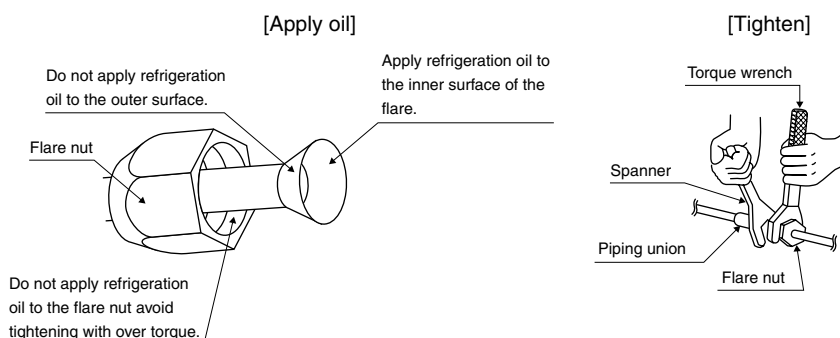 [Apply oil]
Do not apply refrigeration
oil to the outer surface.
Apply refrigeration oil to
the inner surface of the
flare.
Flare nut
Do not apply refrigeration
oil to the flare nut avoid
tightening with over torque.
[Tighten]
Torque wrench
Spanner
Piping union
Flare nut